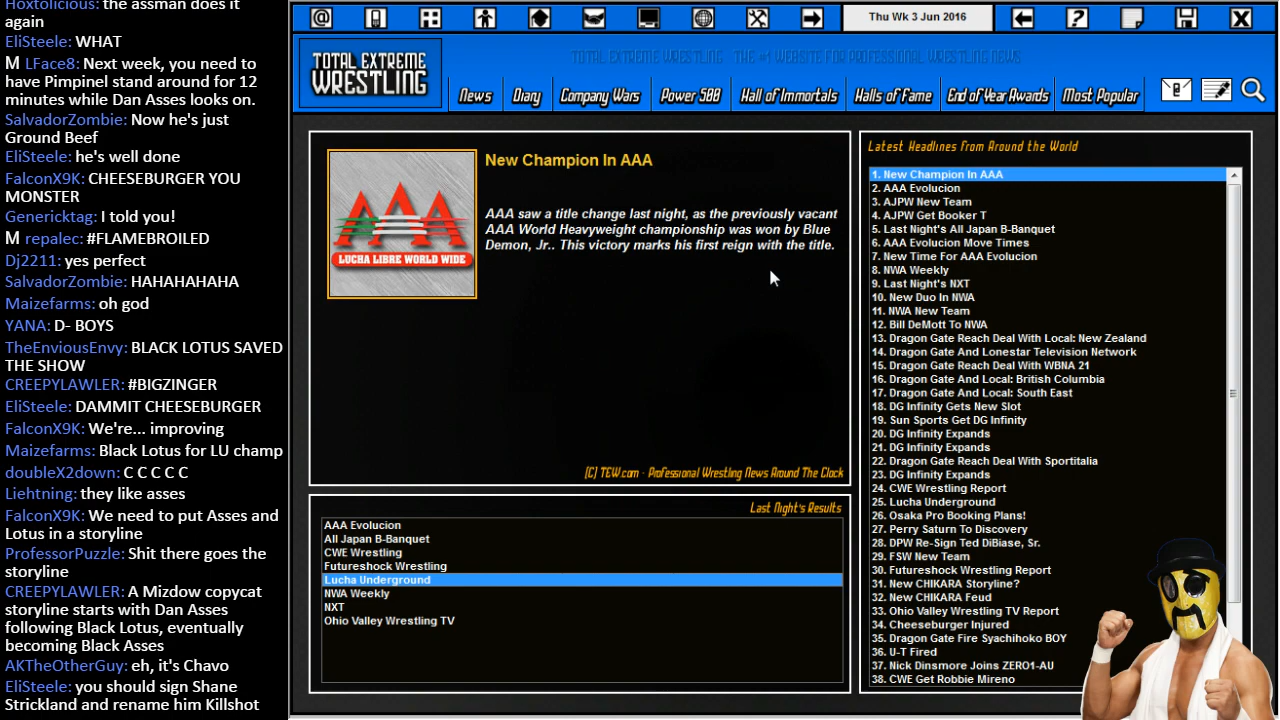 Hoxtolicious: the assman does it
again
EliSteele: WHAT
M LFace8: Next week, you need to
have Pimpinel stand around for 12
minutes while Dan Asses looks on.
SalvadorZombie: Now he's just
Ground Beef
EliSteele: he's well done
FalconX9K: CHEESEBURGER YOU
MONSTER
Genericktag: I told you!
M repalec: #FLAMEBROILED
Dj2211: yes perfect
SalvadorZombie: HAHAHAHAHA
Maizefarms: oh god
YANA: D- BOYS
TheEnviousEnvy: BLACK LOTUS SAVED
THE SHOW
CREEPYLAWLER: #BIGZINGER
EliSteele: DAMMIT CHEESEBURGER
FalconX9K: We're... improving
Maizefarms: Black Lotus for LU champ
doubleX2down: C C C C C
Liehtning: they like asses
FalconX9K: We need to put Asses and
Lotus in a storyline
ProfessorPuzzle: Shit there goes the
storyline
CREEPYLAWLER: A Mizdow copycat
storyline starts with Dan Asses
following Black Lotus, eventually
becoming Black Asses
AKTheOtherGuy: eh, it's Chavo
EliSteele: you should sign Shane
Strickland and rename him Killshot
Thu Wk 3 Jun 2016
TOTAL EXTREME
WRESTLING
TOTAL EXTREME WRESTLING THE #1 WEBSITE FOR PROFESSIONAL WRESTLING NEWS
News Diary Company Wars Power 500 Hall of Immortals Halls of Fame End of Year Awards Most Popular
AAA
LUCHA LIBRE WORLD WIDE
New Champion In AAA
AAA saw a title change last night, as the previously vacant
AAA World Heavyweight championship was won by Blue
Demon, Jr.. This victory marks his first reign with the title.
(C) TEW.com - Professional Wrestling News Around The Clock
Last Night's Results
AAA Evolucion
All Japan B-Banquet
CWE Wrestling
Futureshock Wrestling
Lucha Underground
NWA Weekly
NXT
Ohio Valley Wrestling TV
Latest Headlines From Around the World
1. New Champion In AAA
2. AAA Evolucion
3. AJPW New Team
4. AJPW Get Booker T
5. Last Night's All Japan B-Banquet
6. AAA Evolucion Move Times
7. New Time For AAA Evolucion
8. NWA Weekly
9. Last Night's NXT
10. New Duo In NWA
11. NWA New Team
12. Bill DeMott To NWA
13. Dragon Gate Reach Deal With Local: New Zealand
14. Dragon Gate And Lonestar Television Network
15. Dragon Gate Reach Deal With WBNA 21
16. Dragon Gate And Local: British Columbia
17. Dragon Gate And Local: South East
18. DG Infinity Gets New Slot
19. Sun Sports Get DG Infinity
20. DG Infinity Expands
21. DG Infinity Expands
22. Dragon Gate Reach Deal With Sportitalia
23. DG Infinity Expands
24. CWE Wrestling Report
25. Lucha Underground
26. Osaka Pro Booking Plans!
27. Perry Saturn To Discovery
28. DPW Re-Sign Ted DiBiase, Sr.
29. FSW New Team
30. Futureshock Wrestling Report
31. New CHIKARA Storyline?
32. New CHIKARA Feud
33. Ohio Valley Wrestling TV Report
34. Cheeseburger Injured
35. Dragon Gate Fire Syachihoko BOY
36. U-T Fired
37. Nick Dinsmore Joins ZERO1-AU
38. CWE Get Robbie Mireno